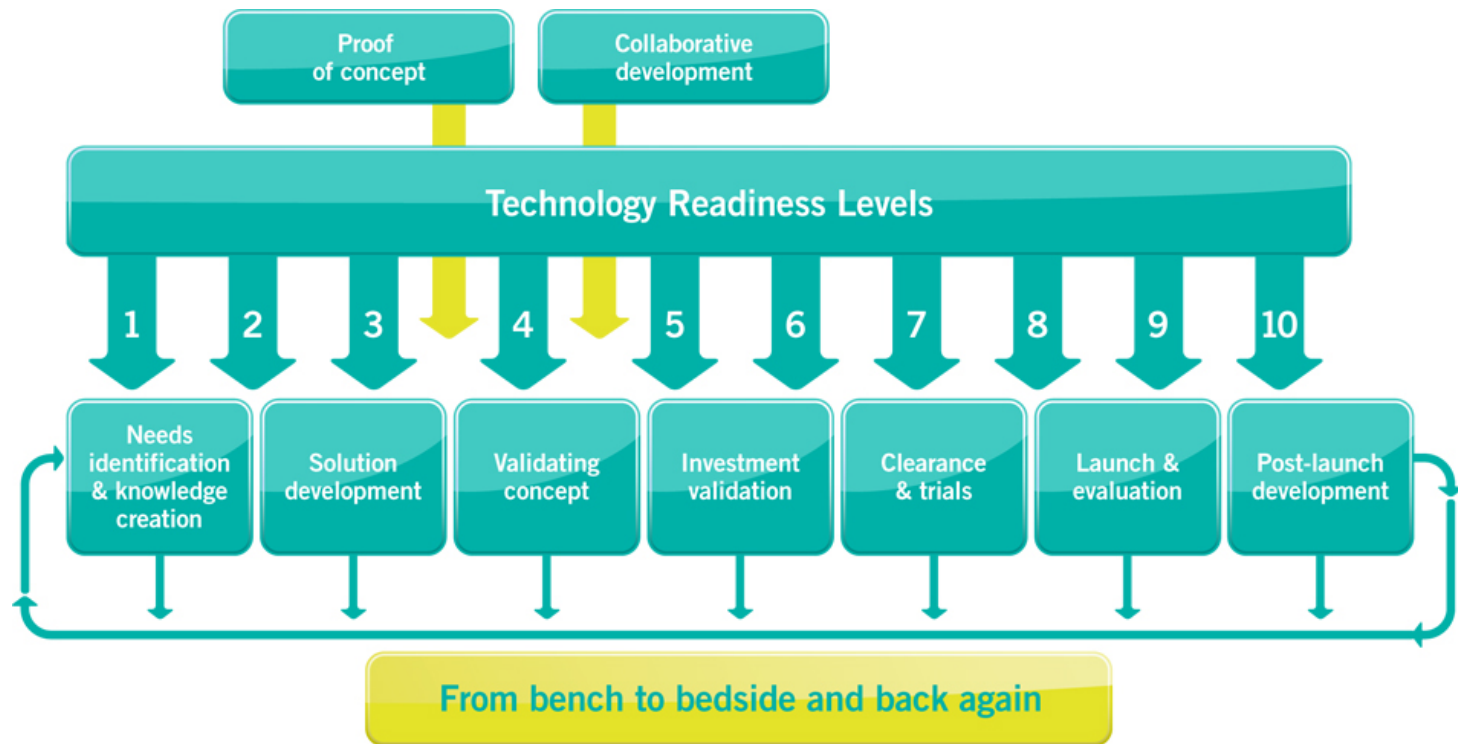 Proof
of concept
Collaborative
development
Technology Readiness Levels
1 2 3 4 5 6 7 8 9 10
Needs
identification
& knowledge
creation
Solution
development
Validating
concept
Investment
validation
Clearance
& trials
Launch &
evaluation
Post-launch
development
From bench to bedside and back again